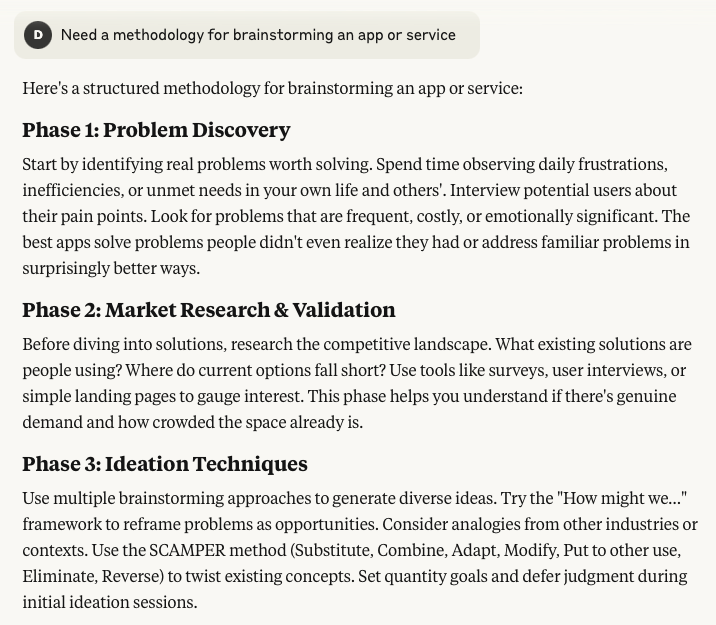 D
Need a methodology for brainstorming an app or service
Here's a structured methodology for brainstorming an app or service:
Phase 1: Problem Discovery
Start by identifying real problems worth solving. Spend time observing daily frustrations,
inefficiencies, or unmet needs in your own life and others'. Interview potential users about
their pain points. Look for problems that are frequent, costly, or emotionally significant. The
best apps solve problems people didn't even realize they had or address familiar problems in
surprisingly better ways.
Phase 2: Market Research & Validation
Before diving into solutions, research the competitive landscape. What existing solutions are
people using? Where do current options fall short? Use tools like surveys, user interviews, or
simple landing pages to gauge interest. This phase helps you understand if there's genuine
demand and how crowded the space already is.
Phase 3: Ideation Techniques
Use multiple brainstorming approaches to generate diverse ideas. Try the "How might we..."
framework to reframe problems as opportunities. Consider analogies from other industries or
contexts. Use the SCAMPER method (Substitute, Combine, Adapt, Modify, Put to other use,
Eliminate, Reverse) to twist existing concepts. Set quantity goals and defer judgment during
initial ideation sessions.